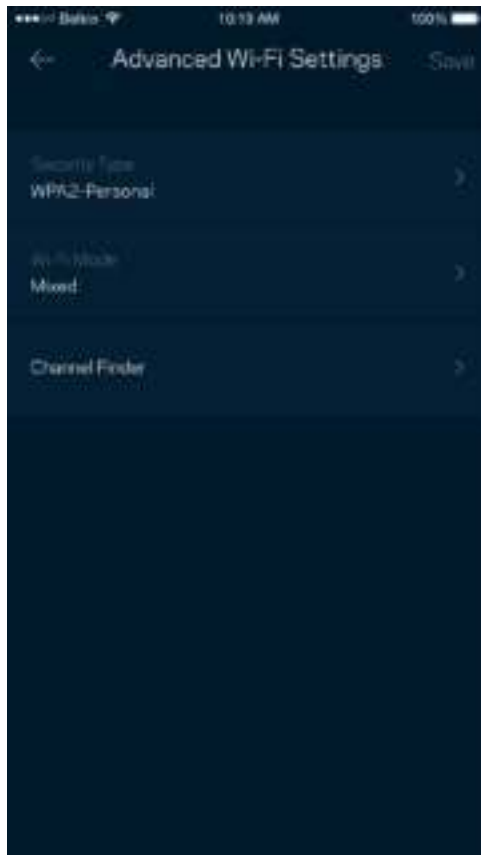 Belkin 10:13 AM 100%
Advanced Wi-Fi Settings Save
Security Type
WPA2-Personal
Wi-Fi Mode
Mixed
Channel Finder